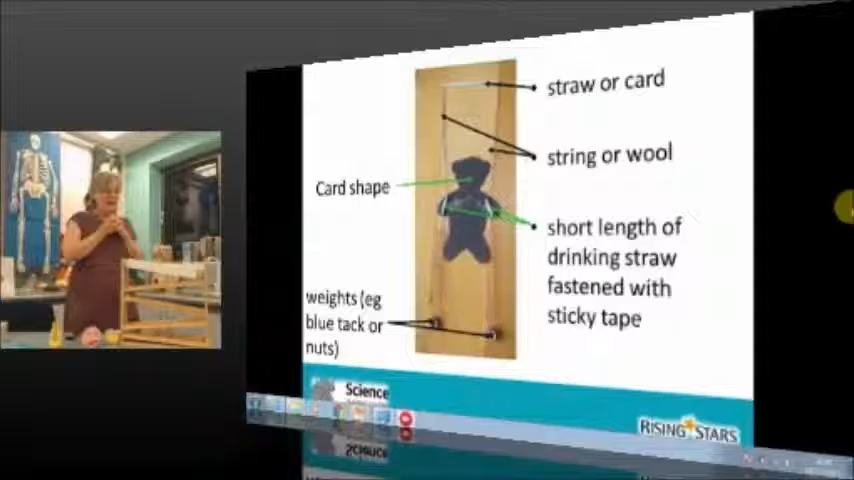 straw or card
string or wool
Card shape
short length of
drinking straw
fastened with
sticky tape
weights (eg
blue tack or
nuts)
Science
RISING STARS